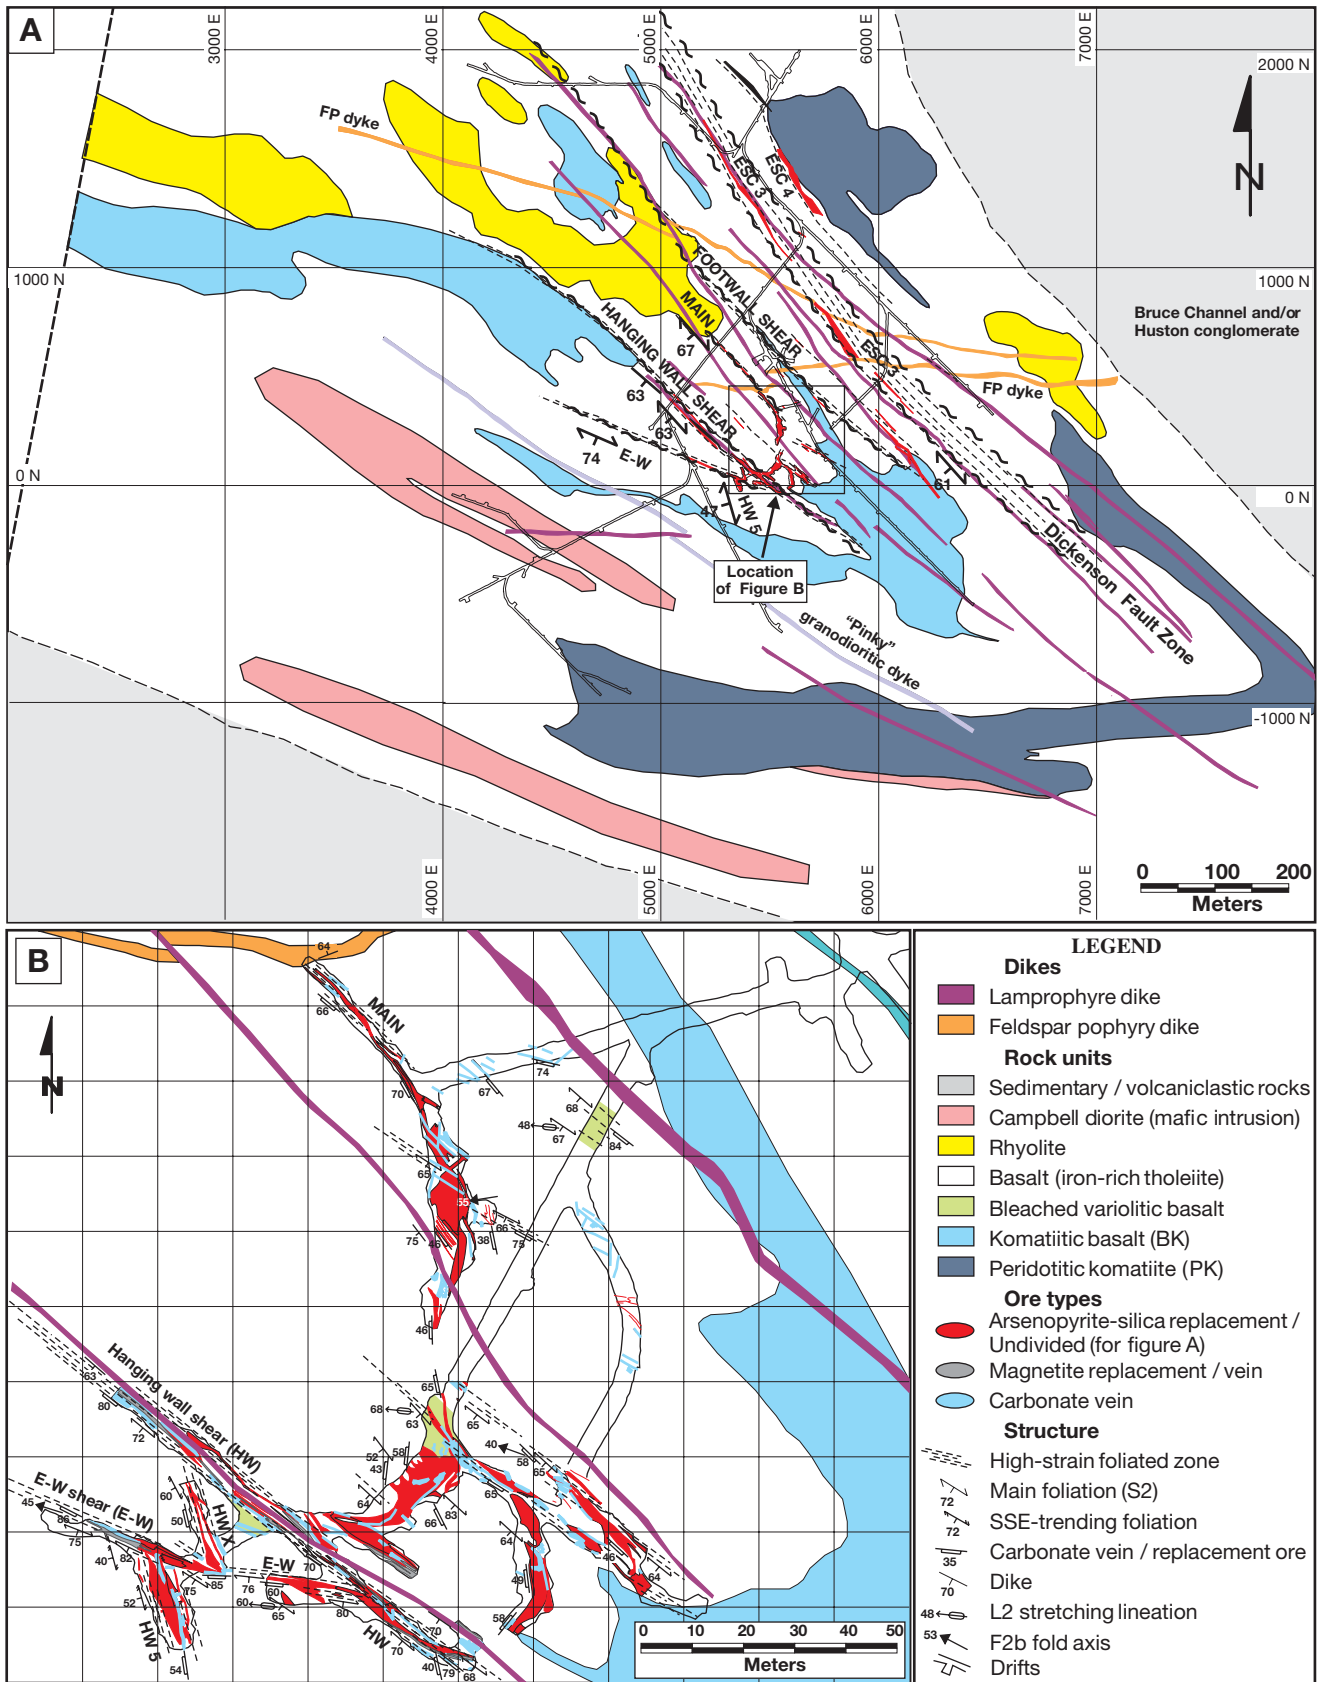 A
3000 E
4000 E
5000 E
6000 E
7000 E
2000 N
FP dyke
ESC 3
ESC 4
N
1000 N
1000 N
Bruce Channel and/or
Huston conglomerate
FOOTWALL SHEAR
MAIN
HANGING WALL SHEAR
67
ESC 3
FP dyke
63
63
74
E-W
61
0 N
0 N
47
HW 5
Dickenson Fault Zone
Location
of Figure B
"Pinky"
granodioritic dyke
-1000 N
4000 E
5000 E
6000 E
7000 E
0 100 200
Meters
B
64
66
MAIN
N
70
67
74
68
48
67
84
65
55
66
75
46
38
75
46
Hanging wall shear (HW)
63
80
72
65
68
63
65
52
58
43
40
58
65
65
64
66
83
E-W shear (E-W)
45
86
75
60
50
HW X
40
82
70
64
46
64
E-W
75
85
76
60
60
65
80
49
52
58
HW 5
54
HW
70
70
40
79
68
0 10 20 30 40 50
Meters
LEGEND
Dikes
Lamprophyre dike
Feldspar pophyry dike
Rock units
Sedimentary / volcaniclastic rocks
Campbell diorite (mafic intrusion)
Rhyolite
Basalt (iron-rich tholeiite)
Bleached variolitic basalt
Komatiitic basalt (BK)
Peridotitic komatiite (PK)
Ore types
Arsenopyrite-silica replacement /
Undivided (for figure A)
Magnetite replacement / vein
Carbonate vein
Structure
High-strain foliated zone
72 Main foliation (S2)
72 SSE-trending foliation
35 Carbonate vein / replacement ore
70 Dike
48 L2 stretching lineation
53 F2b fold axis
Drifts